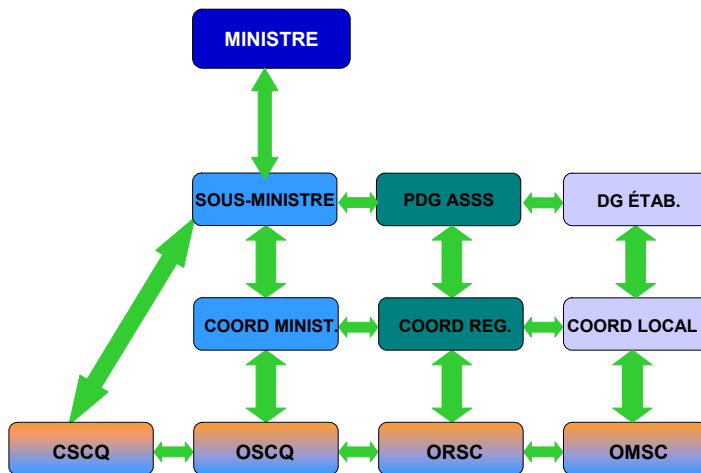 MINISTRE
SOUS-MINISTRE
PDG ASSS
DG ÉTAB.
COORD MINIST.
COORD REG.
COORD LOCAL
CSCQ
OSCQ
ORSC
OMSC